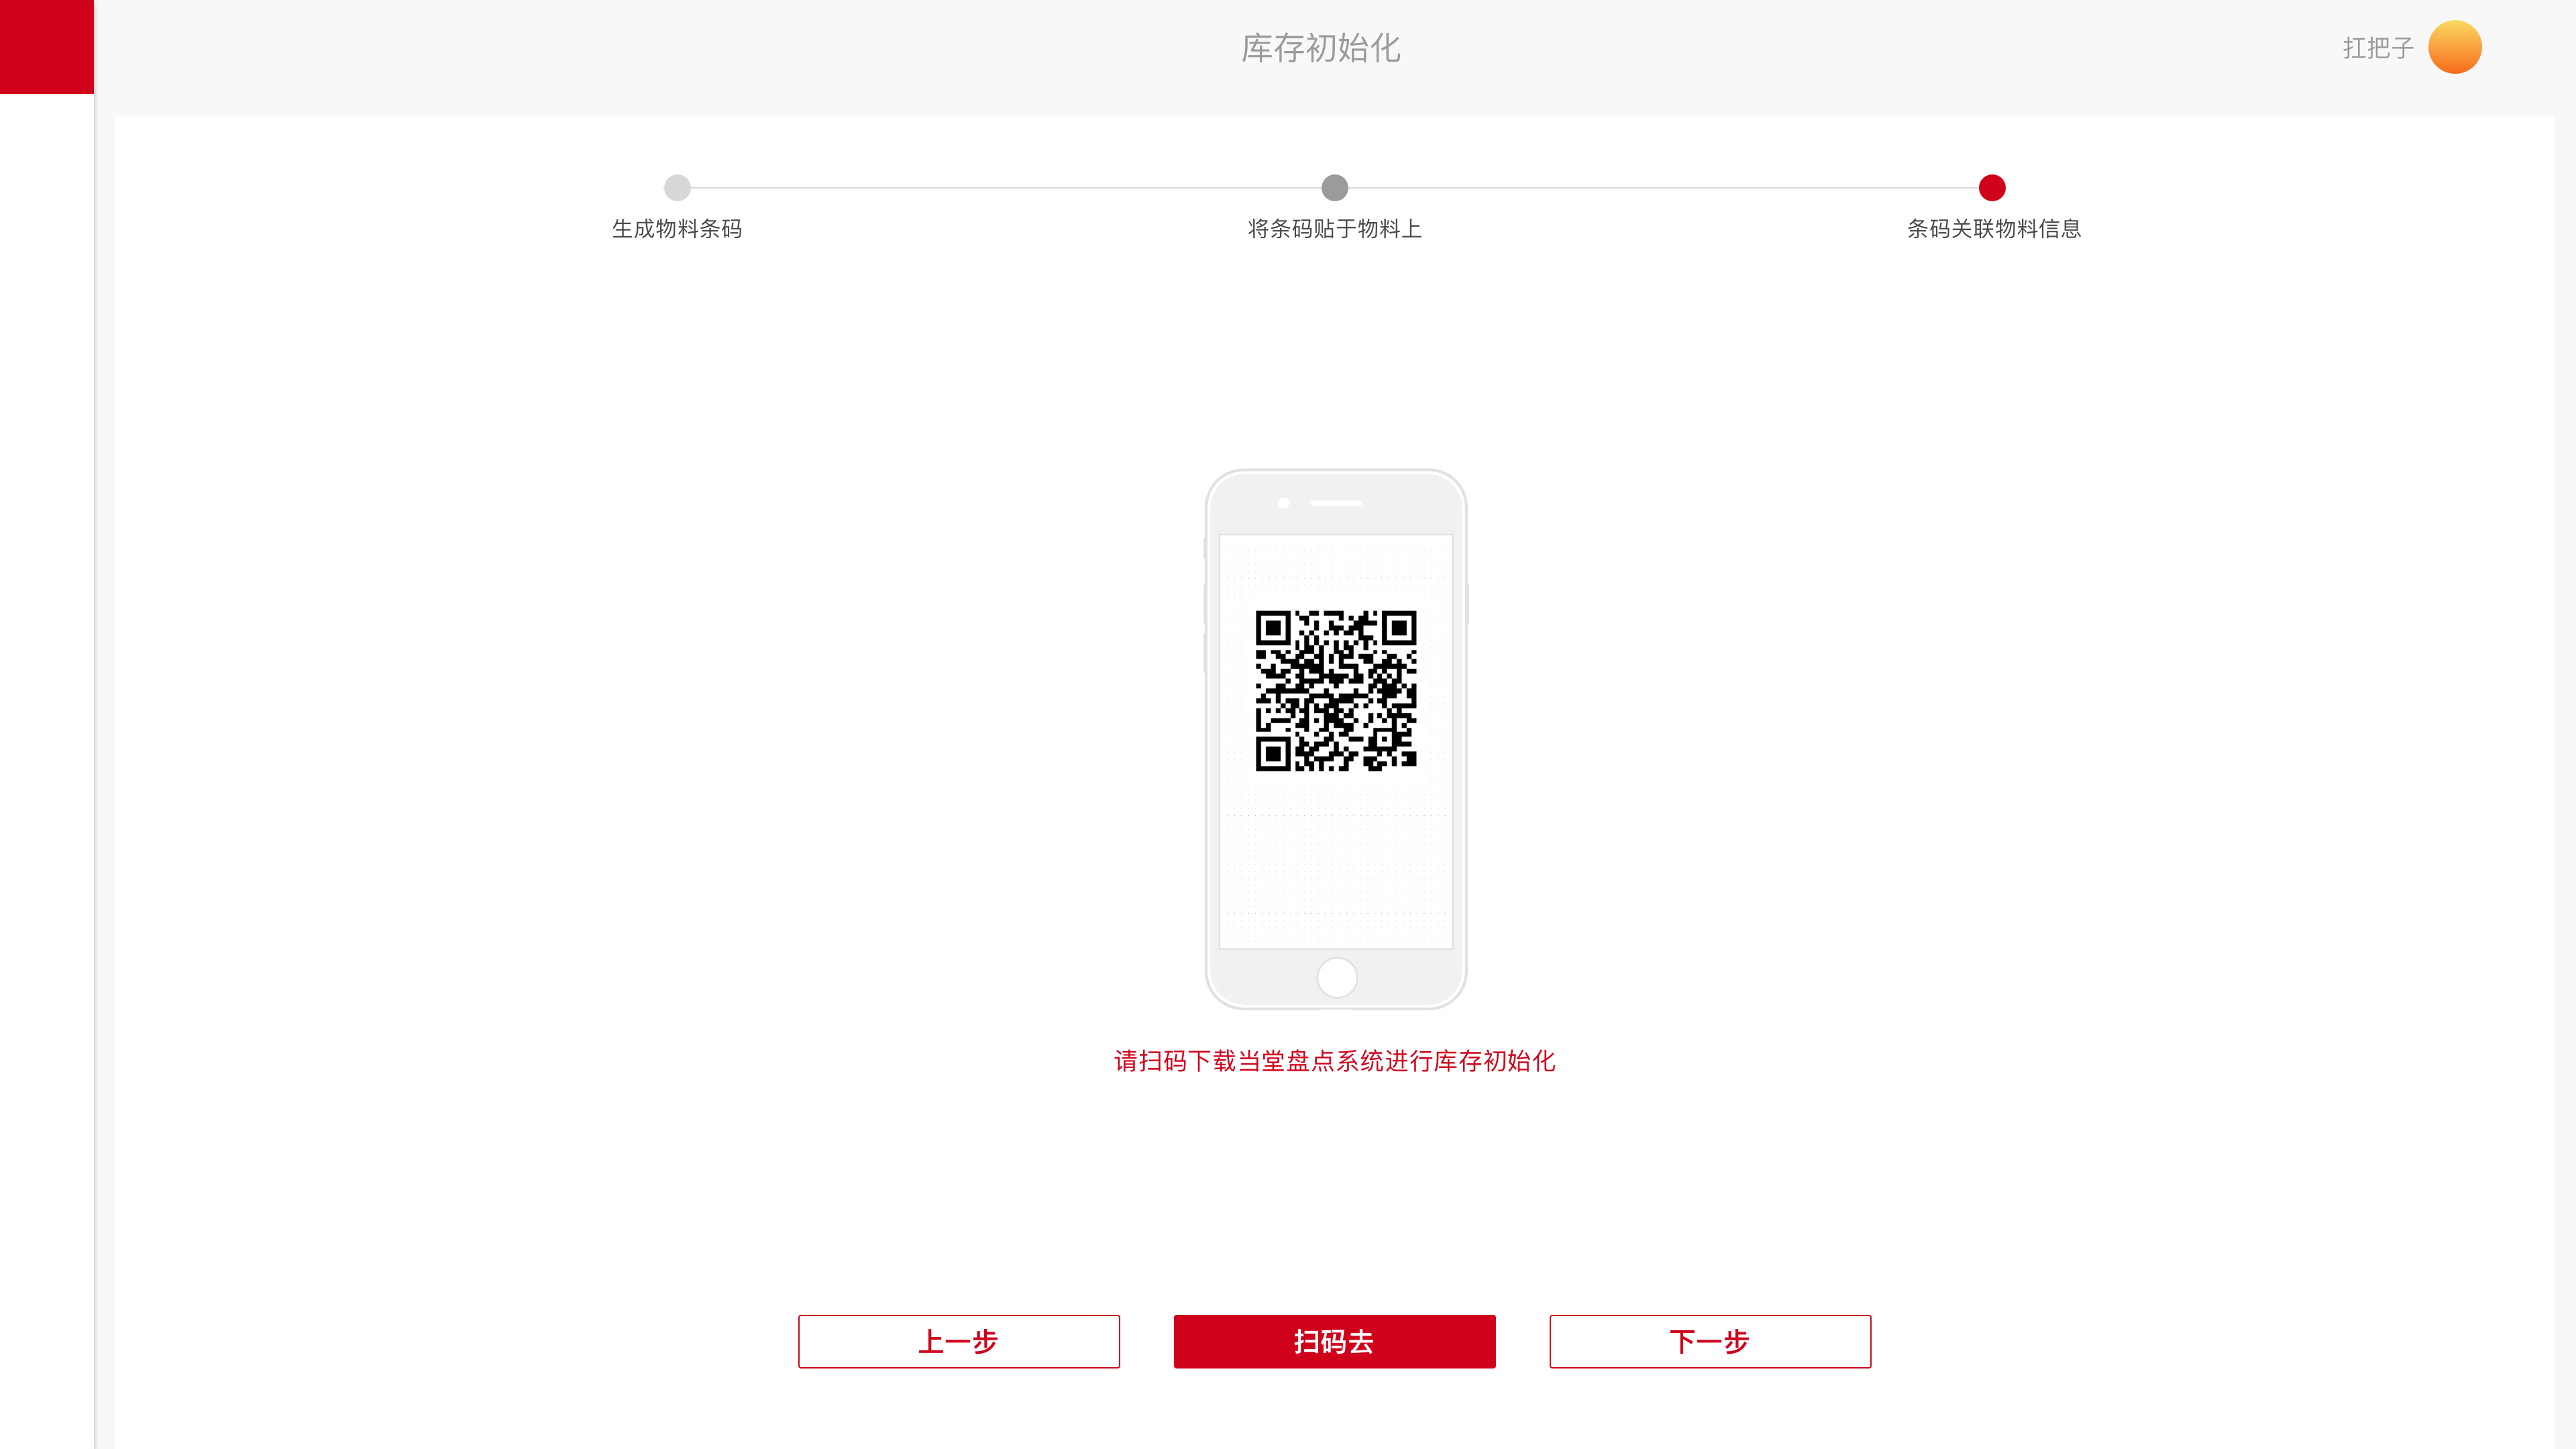 库存初始化
扛把子
生成物料条码
将条码贴于物料上
条码关联物料信息
请扫码下载当堂盘点系统进行库存初始化
上一步
扫码去
下一步